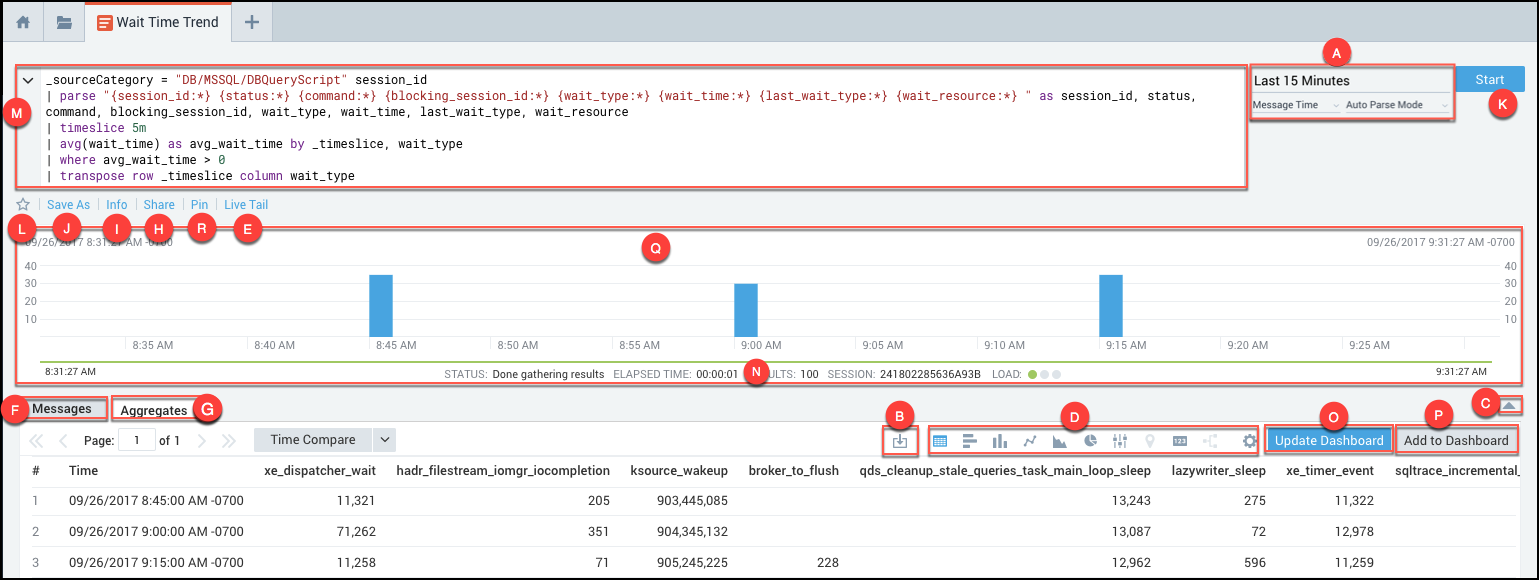 Wait Time Trend
A
_sourceCategory = "DB/MSSQL/DBQueryScript" session_id
Last 15 Minutes
Start
| parse "{session_id:*} {status:*} {command:*} {blocking_session_id:*} {wait_type:*} {wait_time:*} {last_wait_type:*} {wait_resource:*} " as session_id, status,
Message Time Auto Parse Mode
K
M
command, blocking_session_id, wait_type, wait_time, last_wait_type, wait_resource
| timeslice 5m
| avg(wait_time) as avg_wait_time by _timeslice, wait_type
| where avg_wait_time > 0
| transpose row _timeslice column wait_type
Save As Info Share Pin Live Tail
L J I H R E
09/26/2017 8:31:27 AM -0700
Q
09/26/2017 9:31:27 AM -0700
40 40
30 30
20 20
10 10
8:35 AM 8:40 AM 8:45 AM 8:50 AM 8:55 AM 9:00 AM 9:05 AM 9:10 AM 9:15 AM 9:20 AM 9:25 AM
8:31:27 AM
STATUS: Done gathering results ELAPSED TIME: 00:00:01 N ULTS: 100 SESSION: 241802285636A93B LOAD:
9:31:27 AM
F Messages Aggregates G
C
B D O P
Page: 1 of 1 Time Compare 123 Update Dashboard Add to Dashboard
# Time xe_dispatcher_wait hadr_filestream_iomgr_iocompletion ksource_wakeup broker_to_flush qds_cleanup_stale_queries_task_main_loop_sleep lazywriter_sleep xe_timer_event sqltrace_incremental_
1 09/26/2017 8:45:00 AM -0700 11,321 205 903,445,085 13,243 275 11,322
2 09/26/2017 9:00:00 AM -0700 71,262 351 904,345,132 13,087 72 12,978
3 09/26/2017 9:15:00 AM -0700 11,258 71 905,245,225 228 12,962 596 11,259